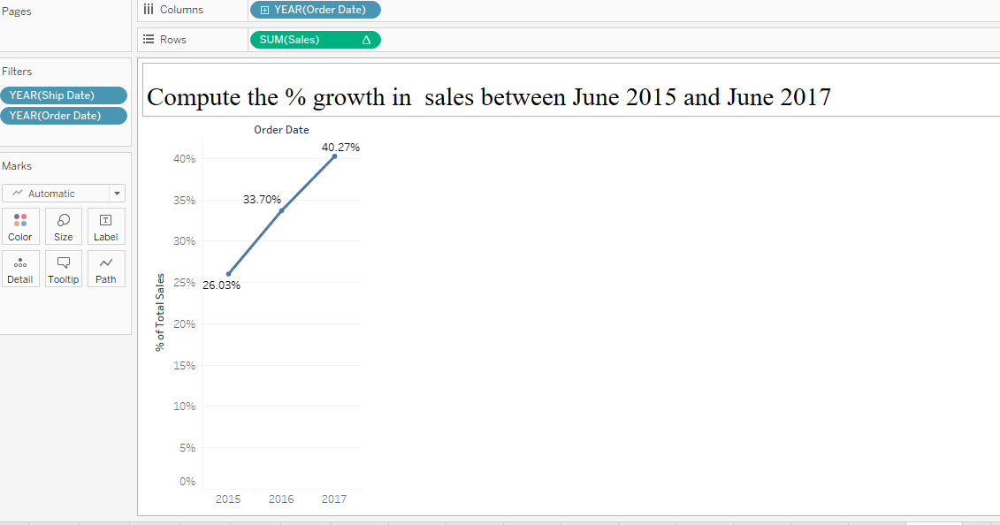 Pages
Columns
YEAR(Order Date)
Rows
SUM(Sales)
Filters
YEAR(Ship Date)
YEAR(Order Date)
Marks
Automatic
Color
Size
Label
Detail
Tooltip
Path
Compute the % growth in  sales between June 2015 and June 2017
Order Date
% of Total Sales
40%
35%
30%
25%
20%
15%
10%
5%
0%
40.27%
33.70%
26.03%
2015
2016
2017